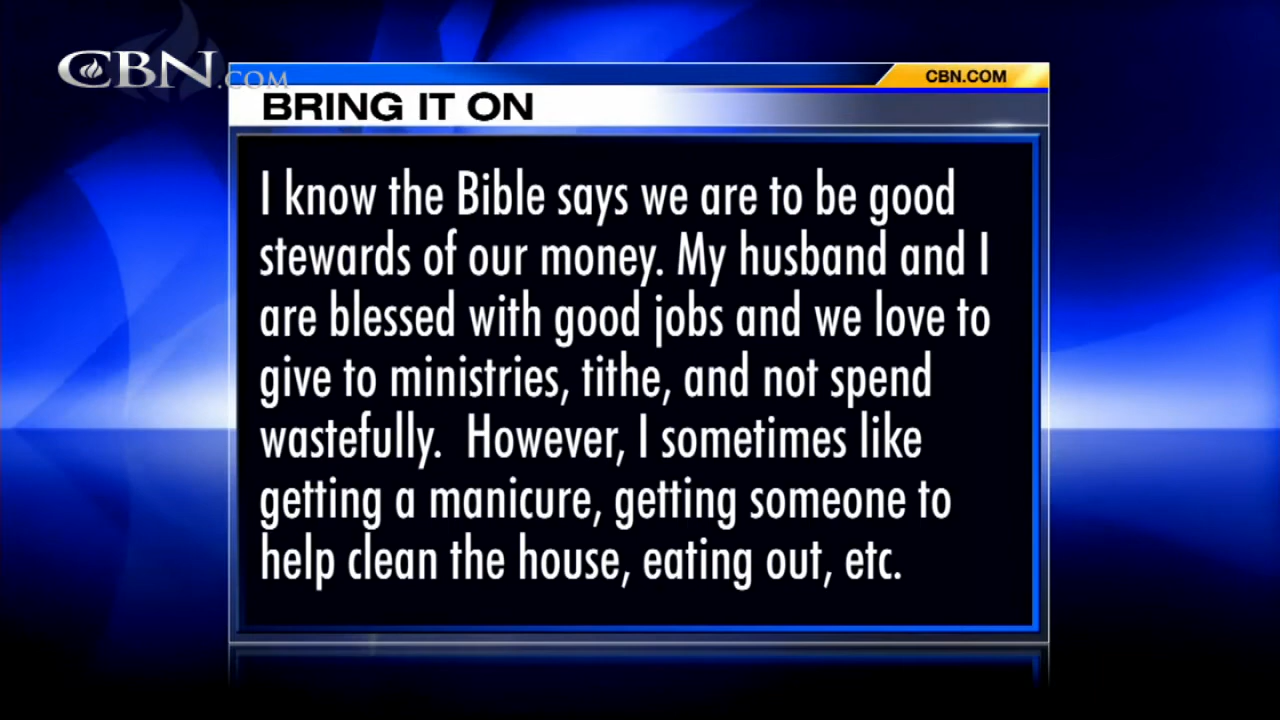 CBN.COM
CBN.COM
BRING IT ON
I know the Bible says we are to be good
stewards of our money. My husband and I
are blessed with good jobs and we love to
give to ministries, tithe, and not spend
wastefully.  However, I sometimes like
getting a manicure, getting someone to
help clean the house, eating out, etc.